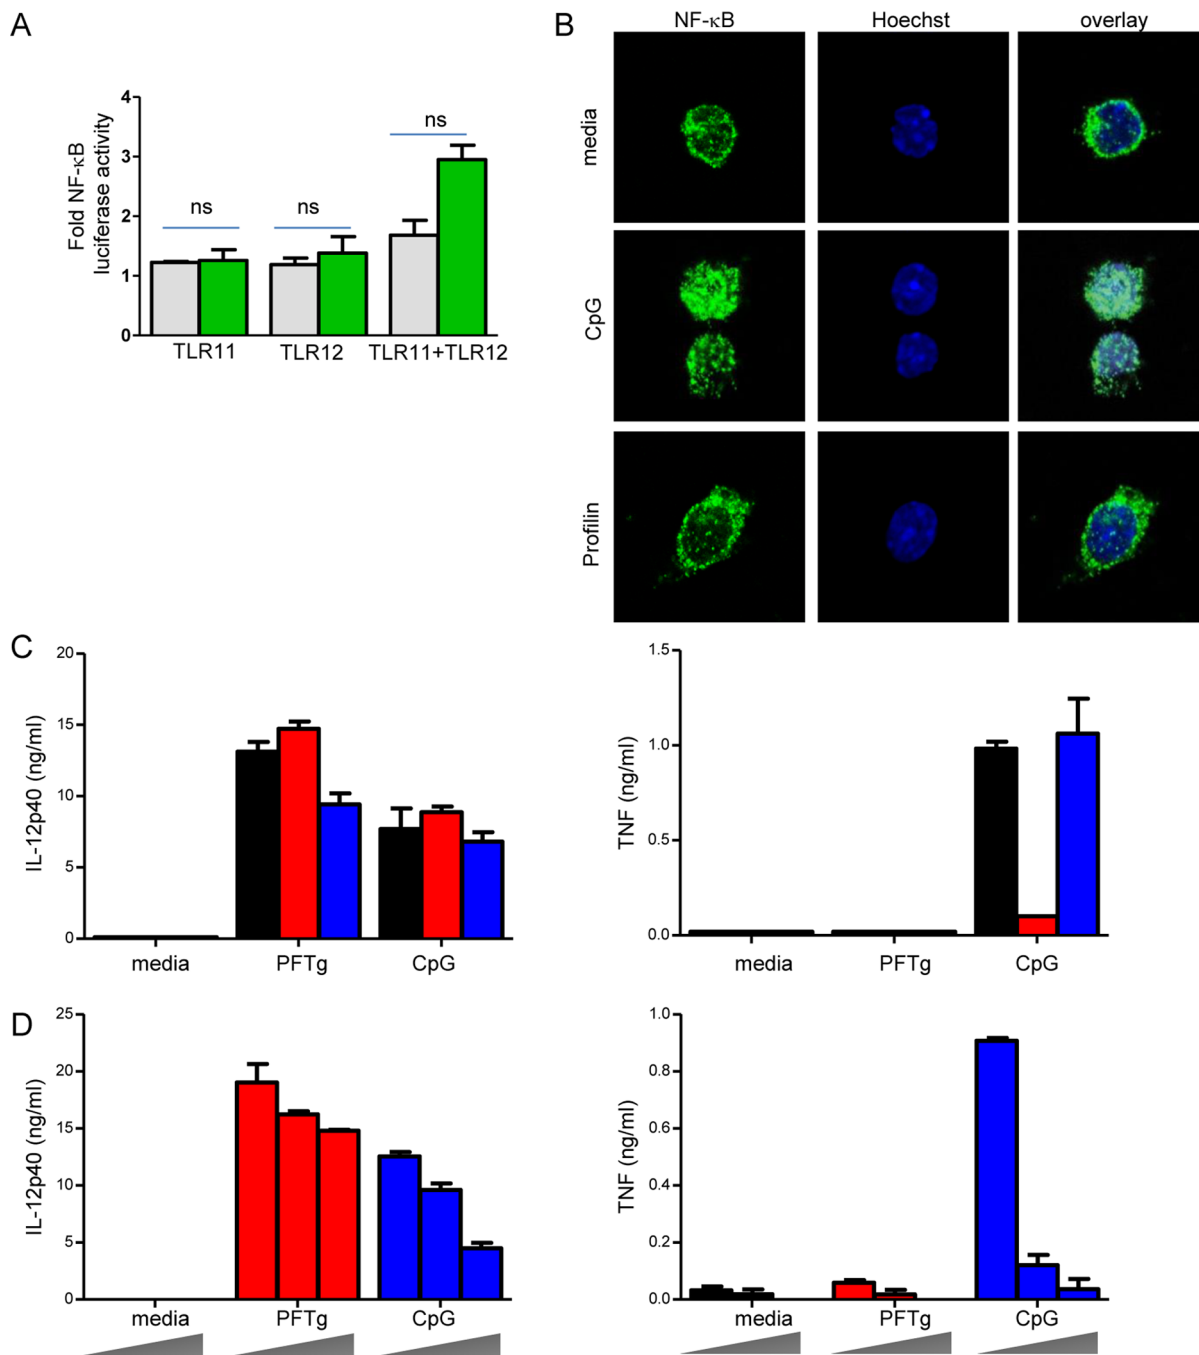 A
Fold NF-κB
luciferase activity
4
3
2
1
0
ns
ns
ns
TLR11
TLR12
TLR11+TLR12
B
NF-κB
Hoechst
overlay
media
CpG
Profilin
C
IL-12p40 (ng/ml)
20
15
10
5
0
media
PFTg
CpG
TNF (ng/ml)
1.5
1.0
0.5
0.0
media
PFTg
CpG
D
IL-12p40 (ng/ml)
25
20
15
10
5
0
media
PFTg
CpG
TNF (ng/ml)
1.0
0.8
0.6
0.4
0.2
0.0
media
PFTg
CpG